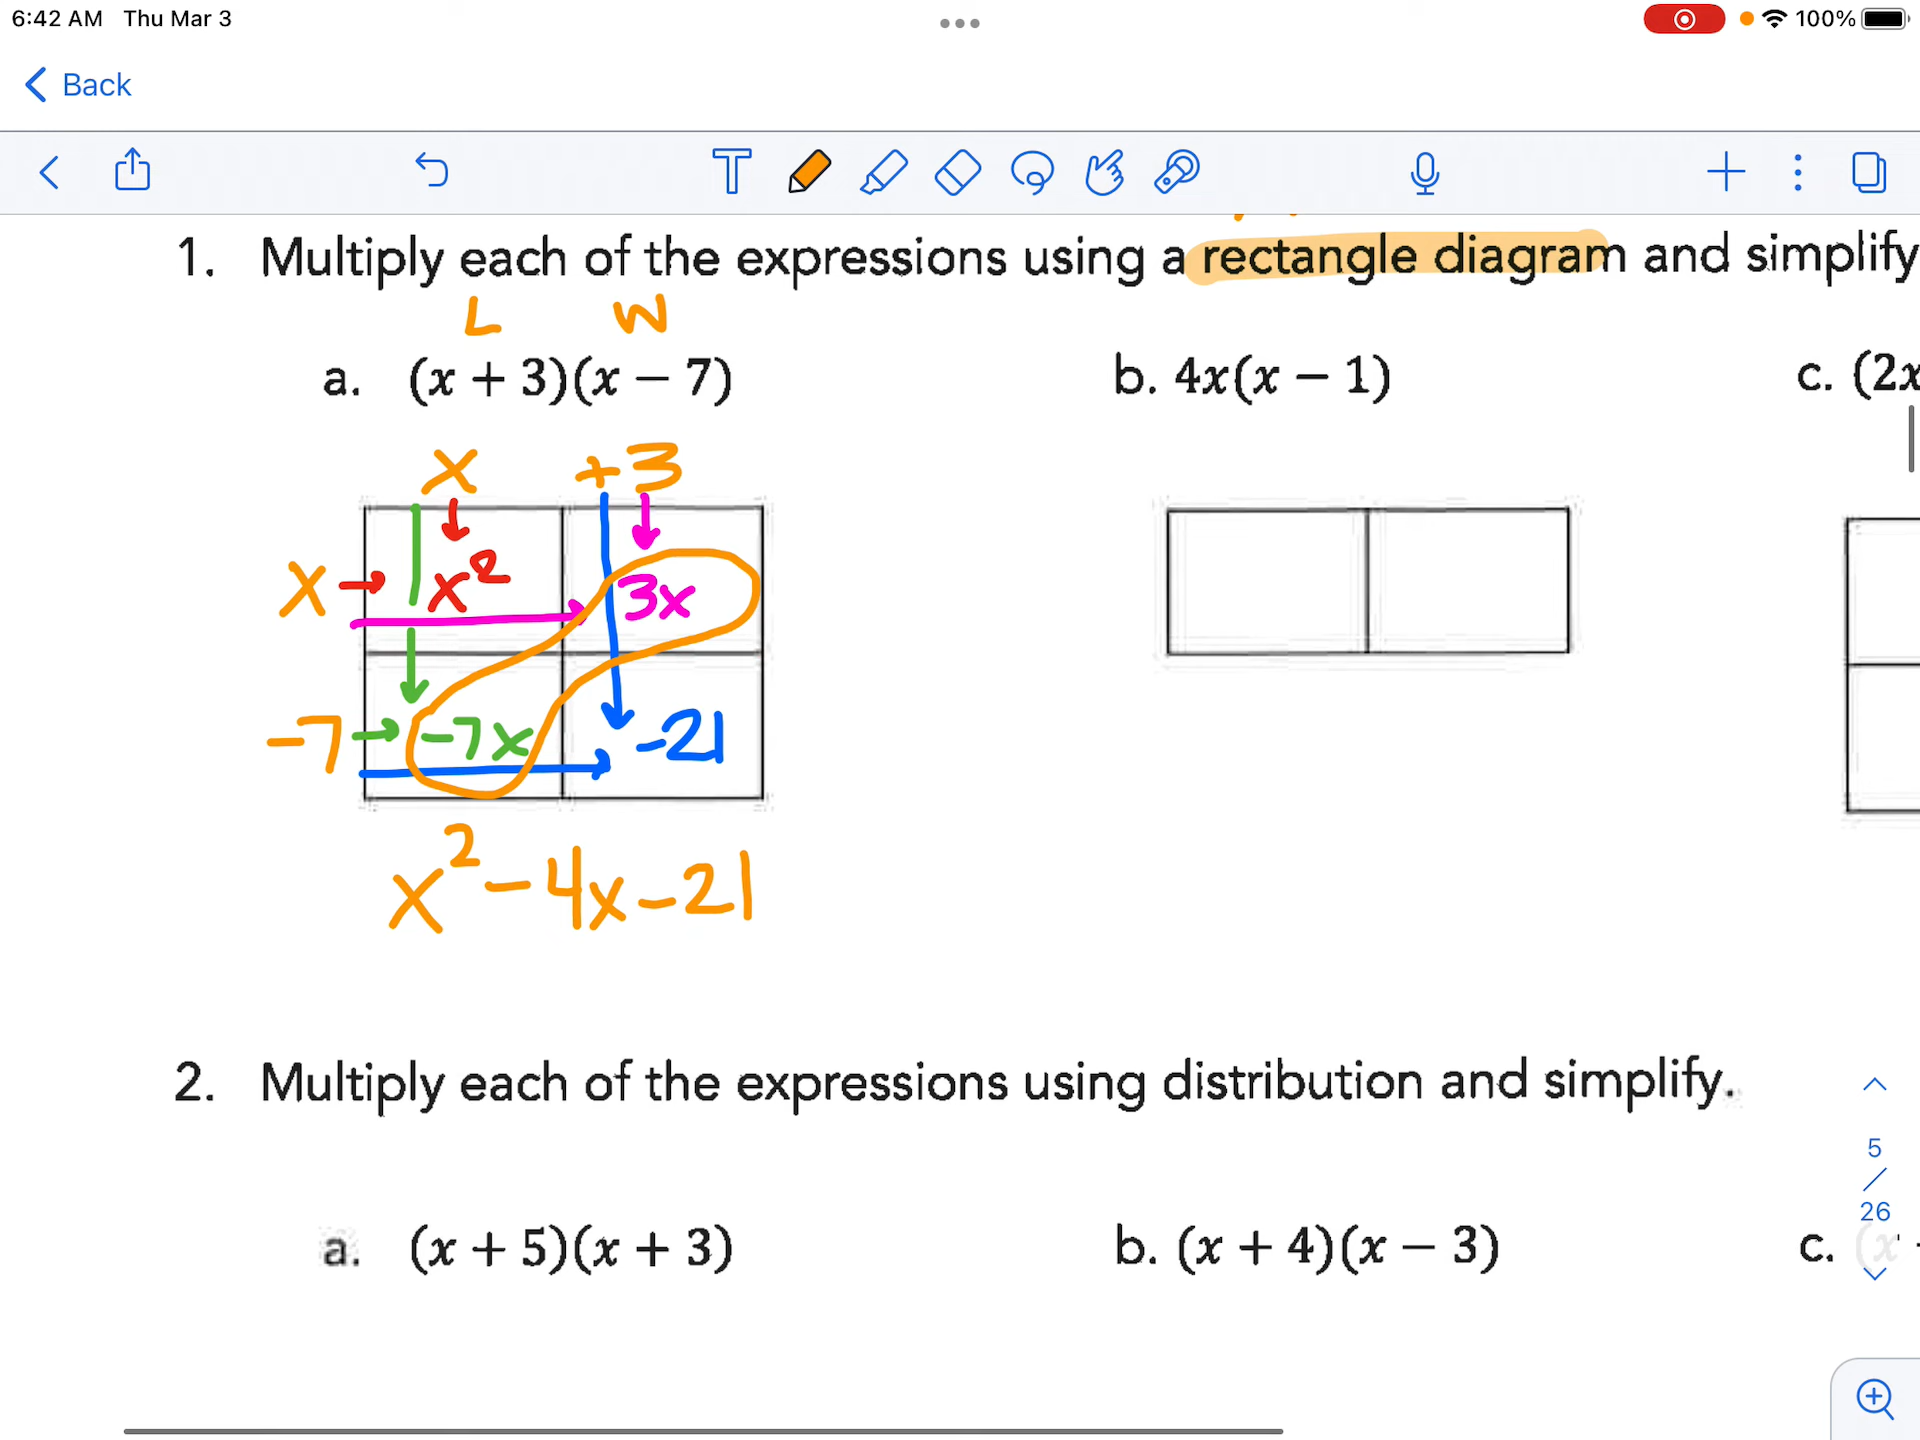 6:42 AM Thu Mar 3
100%
Back
1. Multiply each of the expressions using a rectangle diagram and simplify
L W
a. (x + 3)(x − 7)
b. 4x(x − 1)
c. (2x
x +3
x x² 3x
-7 -7x -21
x² - 4x - 21
2. Multiply each of the expressions using distribution and simplify.
5
/
26
a. (x + 5)(x + 3)
b. (x + 4)(x − 3)
c. (x